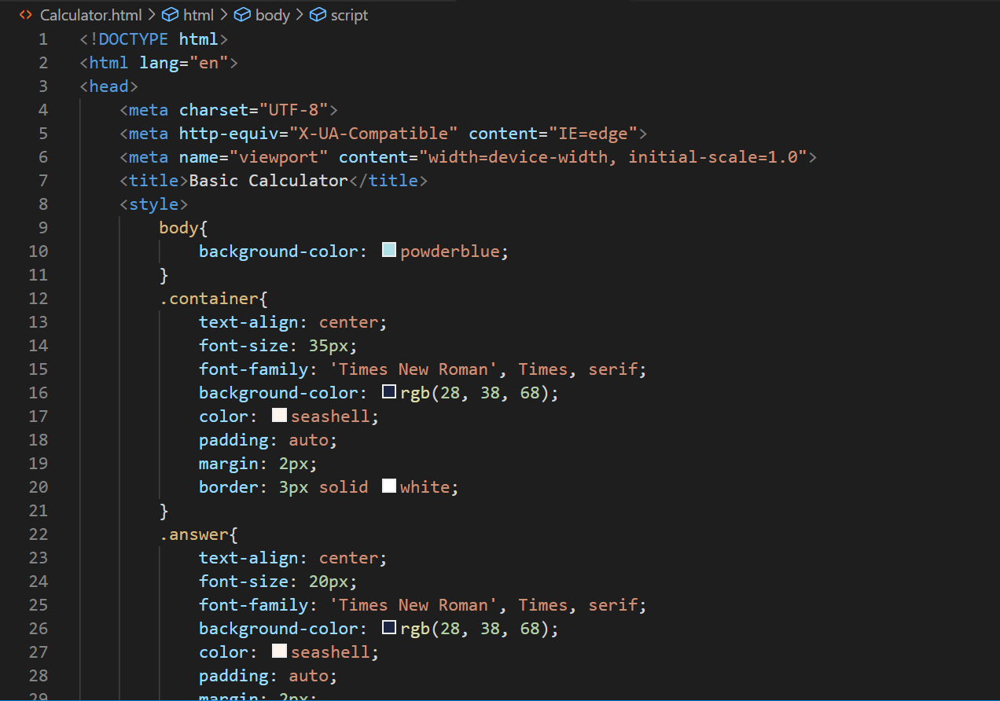 Calculator.html > html > body > script
1 <!DOCTYPE html>
2 <html lang="en">
3 <head>
4     <meta charset="UTF-8">
5     <meta http-equiv="X-UA-Compatible" content="IE=edge">
6     <meta name="viewport" content="width=device-width, initial-scale=1.0">
7     <title>Basic Calculator</title>
8     <style>
9         body{
10             background-color: powderblue;
11         }
12         .container{
13             text-align: center;
14             font-size: 35px;
15             font-family: 'Times New Roman', Times, serif;
16             background-color: rgb(28, 38, 68);
17             color: seashell;
18             padding: auto;
19             margin: 2px;
20             border: 3px solid white;
21         }
22         .answer{
23             text-align: center;
24             font-size: 20px;
25             font-family: 'Times New Roman', Times, serif;
26             background-color: rgb(28, 38, 68);
27             color: seashell;
28             padding: auto;
29             margin: 2px;